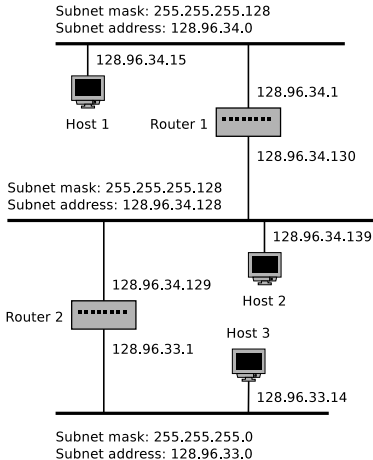 Subnet mask: 255.255.255.128
Subnet address: 128.96.34.0
128.96.34.15
128.96.34.1
Host 1
Router 1
128.96.34.130
Subnet mask: 255.255.255.128
Subnet address: 128.96.34.128
128.96.34.139
128.96.34.129
Host 2
Router 2
Host 3
128.96.33.1
128.96.33.14
Subnet mask: 255.255.255.0
Subnet address: 128.96.33.0